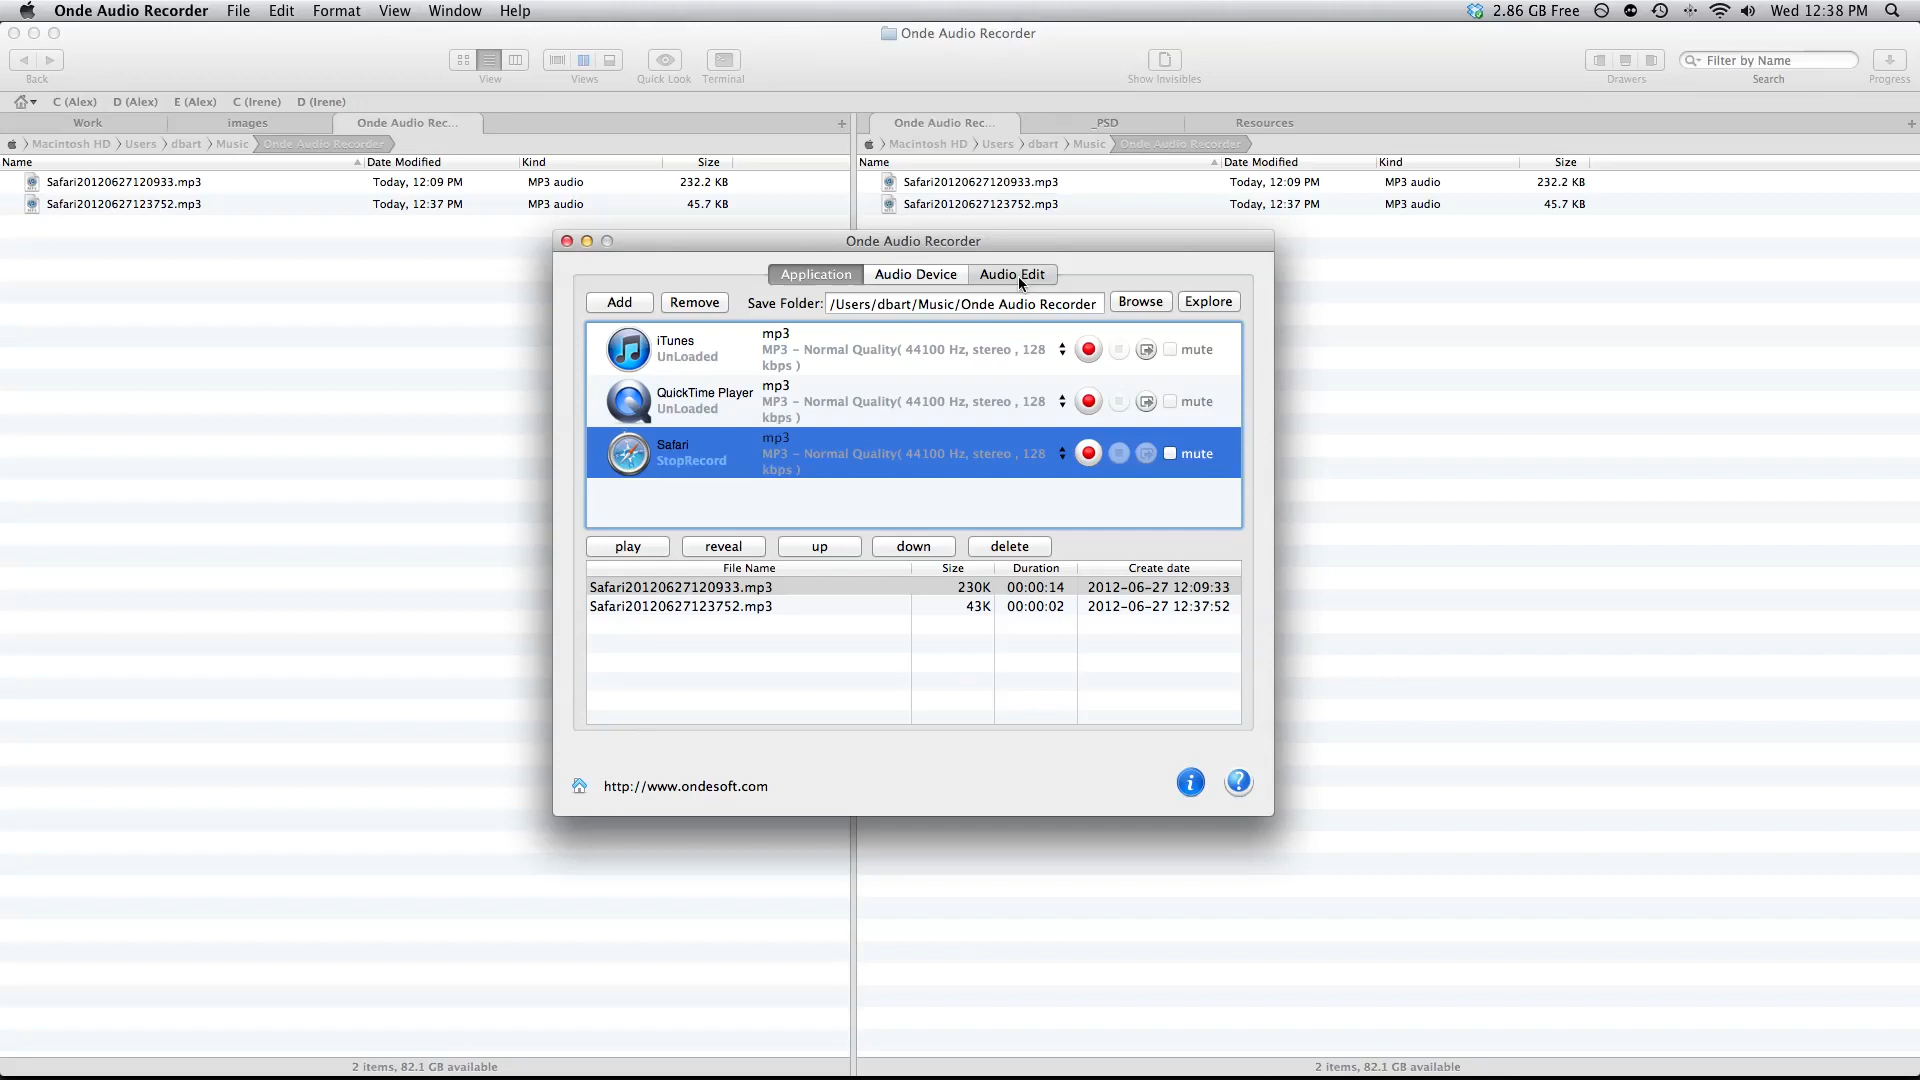 Onde Audio Recorder File Edit Format View Window Help 2.86 GB Free Wed 12:38 PM
Onde Audio Recorder
Back View Views Quick Look Terminal Show Invisibles Drawers Filter by Name Search Progress
C (Alex) D (Alex) E (Alex) C (Irene) D (Irene)
Work images Onde Audio Rec... + Onde Audio Rec... _PSD Resources +
Macintosh HD Users dbart Music Onde Audio Recorder Macintosh HD Users dbart Music Onde Audio Recorder
Name Date Modified Kind Size Name Date Modified Kind Size
Safari20120627120933.mp3 Today, 12:09 PM MP3 audio 232.2 KB Safari20120627120933.mp3 Today, 12:09 PM MP3 audio 232.2 KB
Safari20120627123752.mp3 Today, 12:37 PM MP3 audio 45.7 KB Safari20120627123752.mp3 Today, 12:37 PM MP3 audio 45.7 KB
Onde Audio Recorder
Application Audio Device Audio Edit
Add Remove Save Folder: /Users/dbart/Music/Onde Audio Recorder Browse Explore
iTunes
UnLoaded
mp3
MP3 - Normal Quality( 44100 Hz, stereo , 128
kbps )
mute
QuickTime Player
UnLoaded
mp3
MP3 - Normal Quality( 44100 Hz, stereo , 128
kbps )
mute
Safari
StopRecord
mp3
MP3 - Normal Quality( 44100 Hz, stereo , 128
kbps )
mute
play reveal up down delete
File Name Size Duration Create date
Safari20120627120933.mp3 230K 00:00:14 2012-06-27 12:09:33
Safari20120627123752.mp3 43K 00:00:02 2012-06-27 12:37:52
http://www.ondesoft.com
2 items, 82.1 GB available 2 items, 82.1 GB available